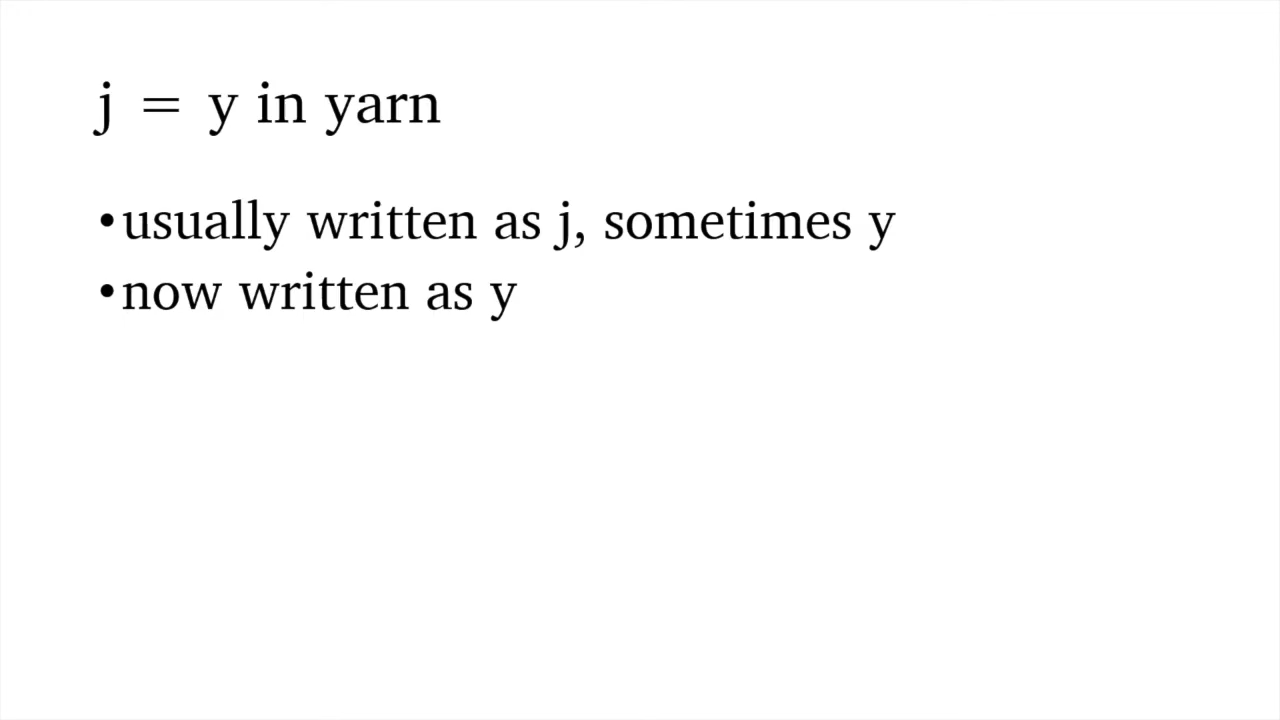 j = y in yarn
•usually written as j, sometimes y
•now written as y